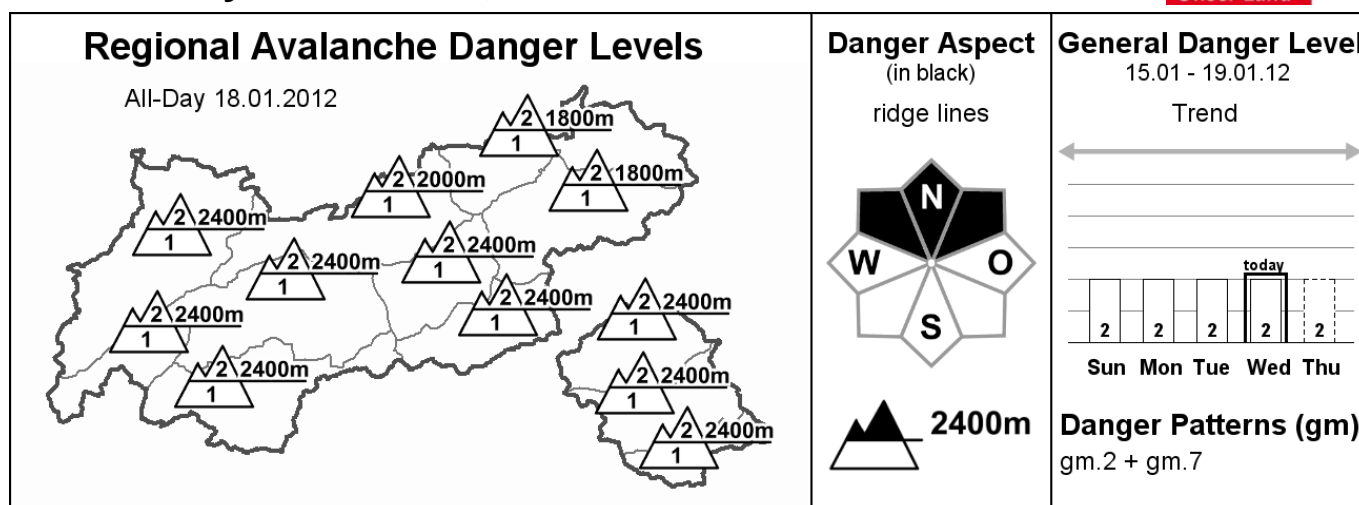 Regional Avalanche Danger Levels
All-Day 18.01.2012
2 1800m
1
2 1800m
1
2 2000m
1
2 2400m
1
2 2400m
1
2 2400m
1
2 2400m
1
2 2400m
1
2 2400m
1
2 2400m
1
2 2400m
1
2 2400m
1
Danger Aspect
(in black)
ridge lines
N
W O
S
2400m
General Danger Level
15.01 - 19.01.12
Trend
today
2 2 2 2 2
Sun Mon Tue Wed Thu
Danger Patterns (gm)
gm.2 + gm.7